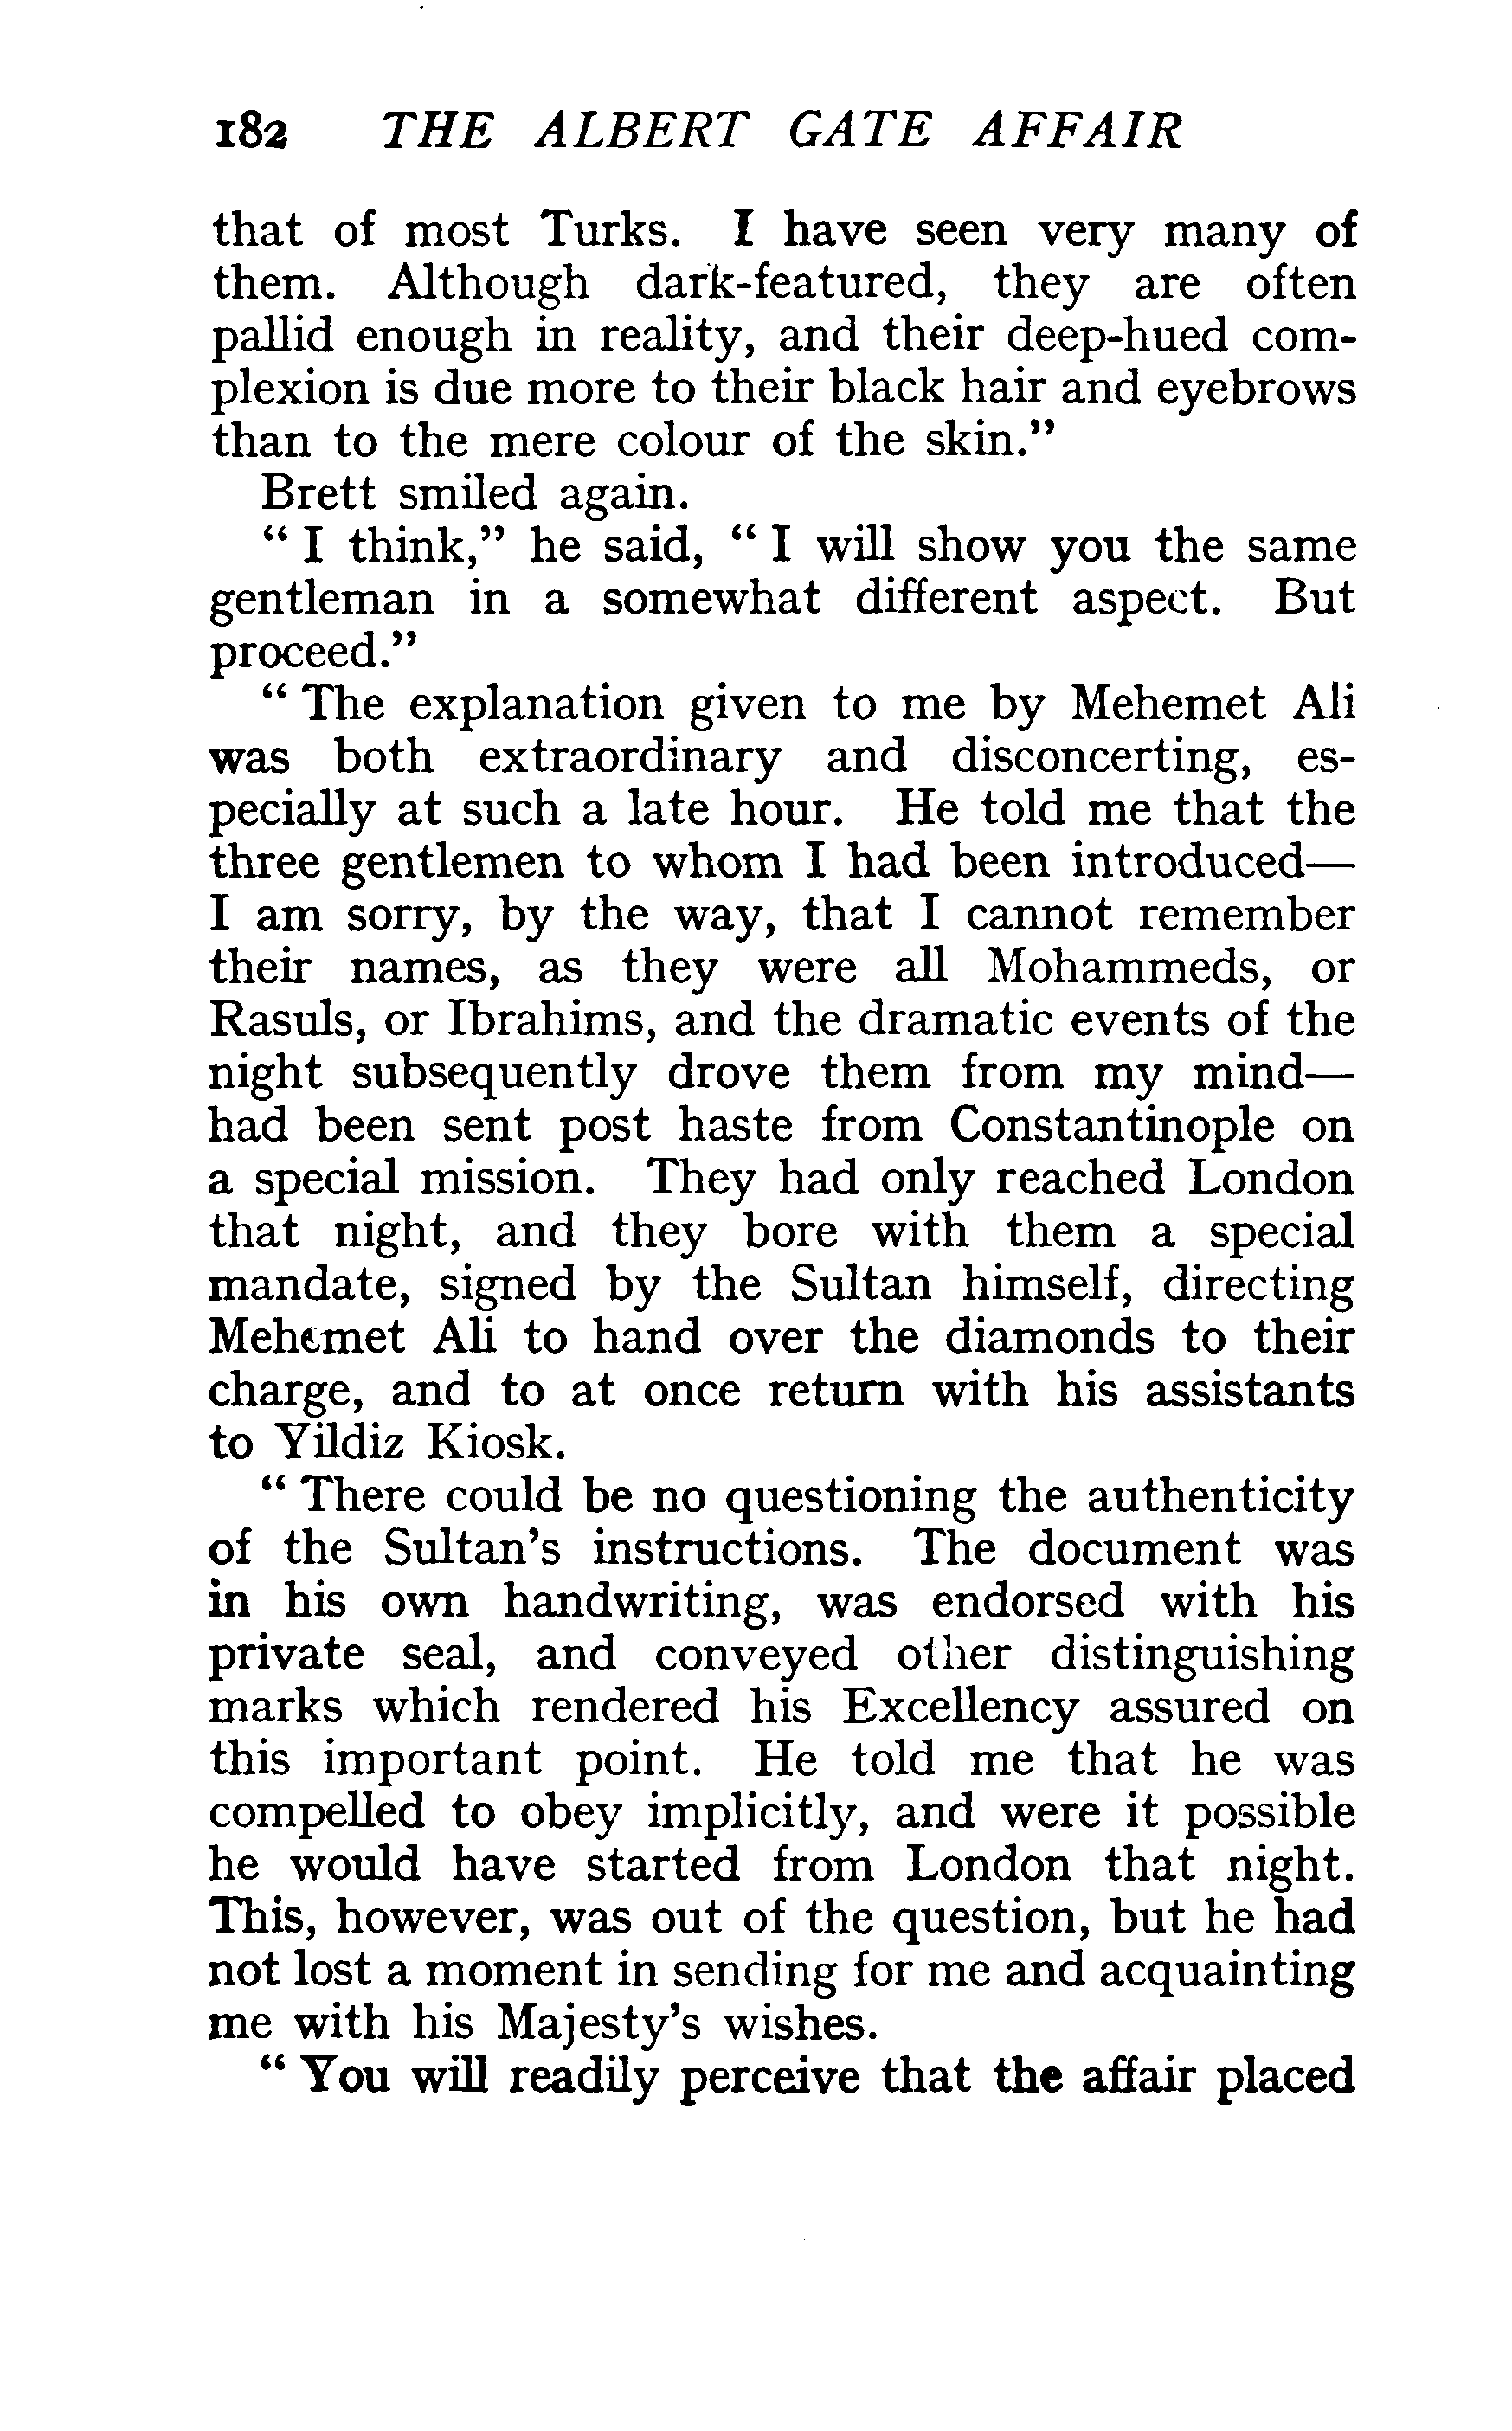 182 THE ALBERT GATE AFFAIR
that of most Turks. I have seen very many of
them. Although dark-featured, they are often
pallid enough in reality, and their deep-hued com-
plexion is due more to their black hair and eyebrows
than to the mere colour of the skin.”
Brett smiled again.
“ I think,” he said, “ I will show you the same
gentleman in a somewhat different aspect. But
proceed.”
“ The explanation given to me by Mehemet Ali
was both extraordinary and disconcerting, es-
pecially at such a late hour. He told me that the
three gentlemen to whom I had been introduced—
I am sorry, by the way, that I cannot remember
their names, as they were all Mohammeds, or
Rasuls, or Ibrahims, and the dramatic events of the
night subsequently drove them from my mind—
had been sent post haste from Constantinople on
a special mission. They had only reached London
that night, and they bore with them a special
mandate, signed by the Sultan himself, directing
Mehemet Ali to hand over the diamonds to their
charge, and to at once return with his assistants
to Yildiz Kiosk.
“ There could be no questioning the authenticity
of the Sultan’s instructions. The document was
in his own handwriting, was endorsed with his
private seal, and conveyed other distinguishing
marks which rendered his Excellency assured on
this important point. He told me that he was
compelled to obey implicitly, and were it possible
he would have started from London that night.
This, however, was out of the question, but he had
not lost a moment in sending for me and acquainting
me with his Majesty’s wishes.
“ You will readily perceive that the affair placed